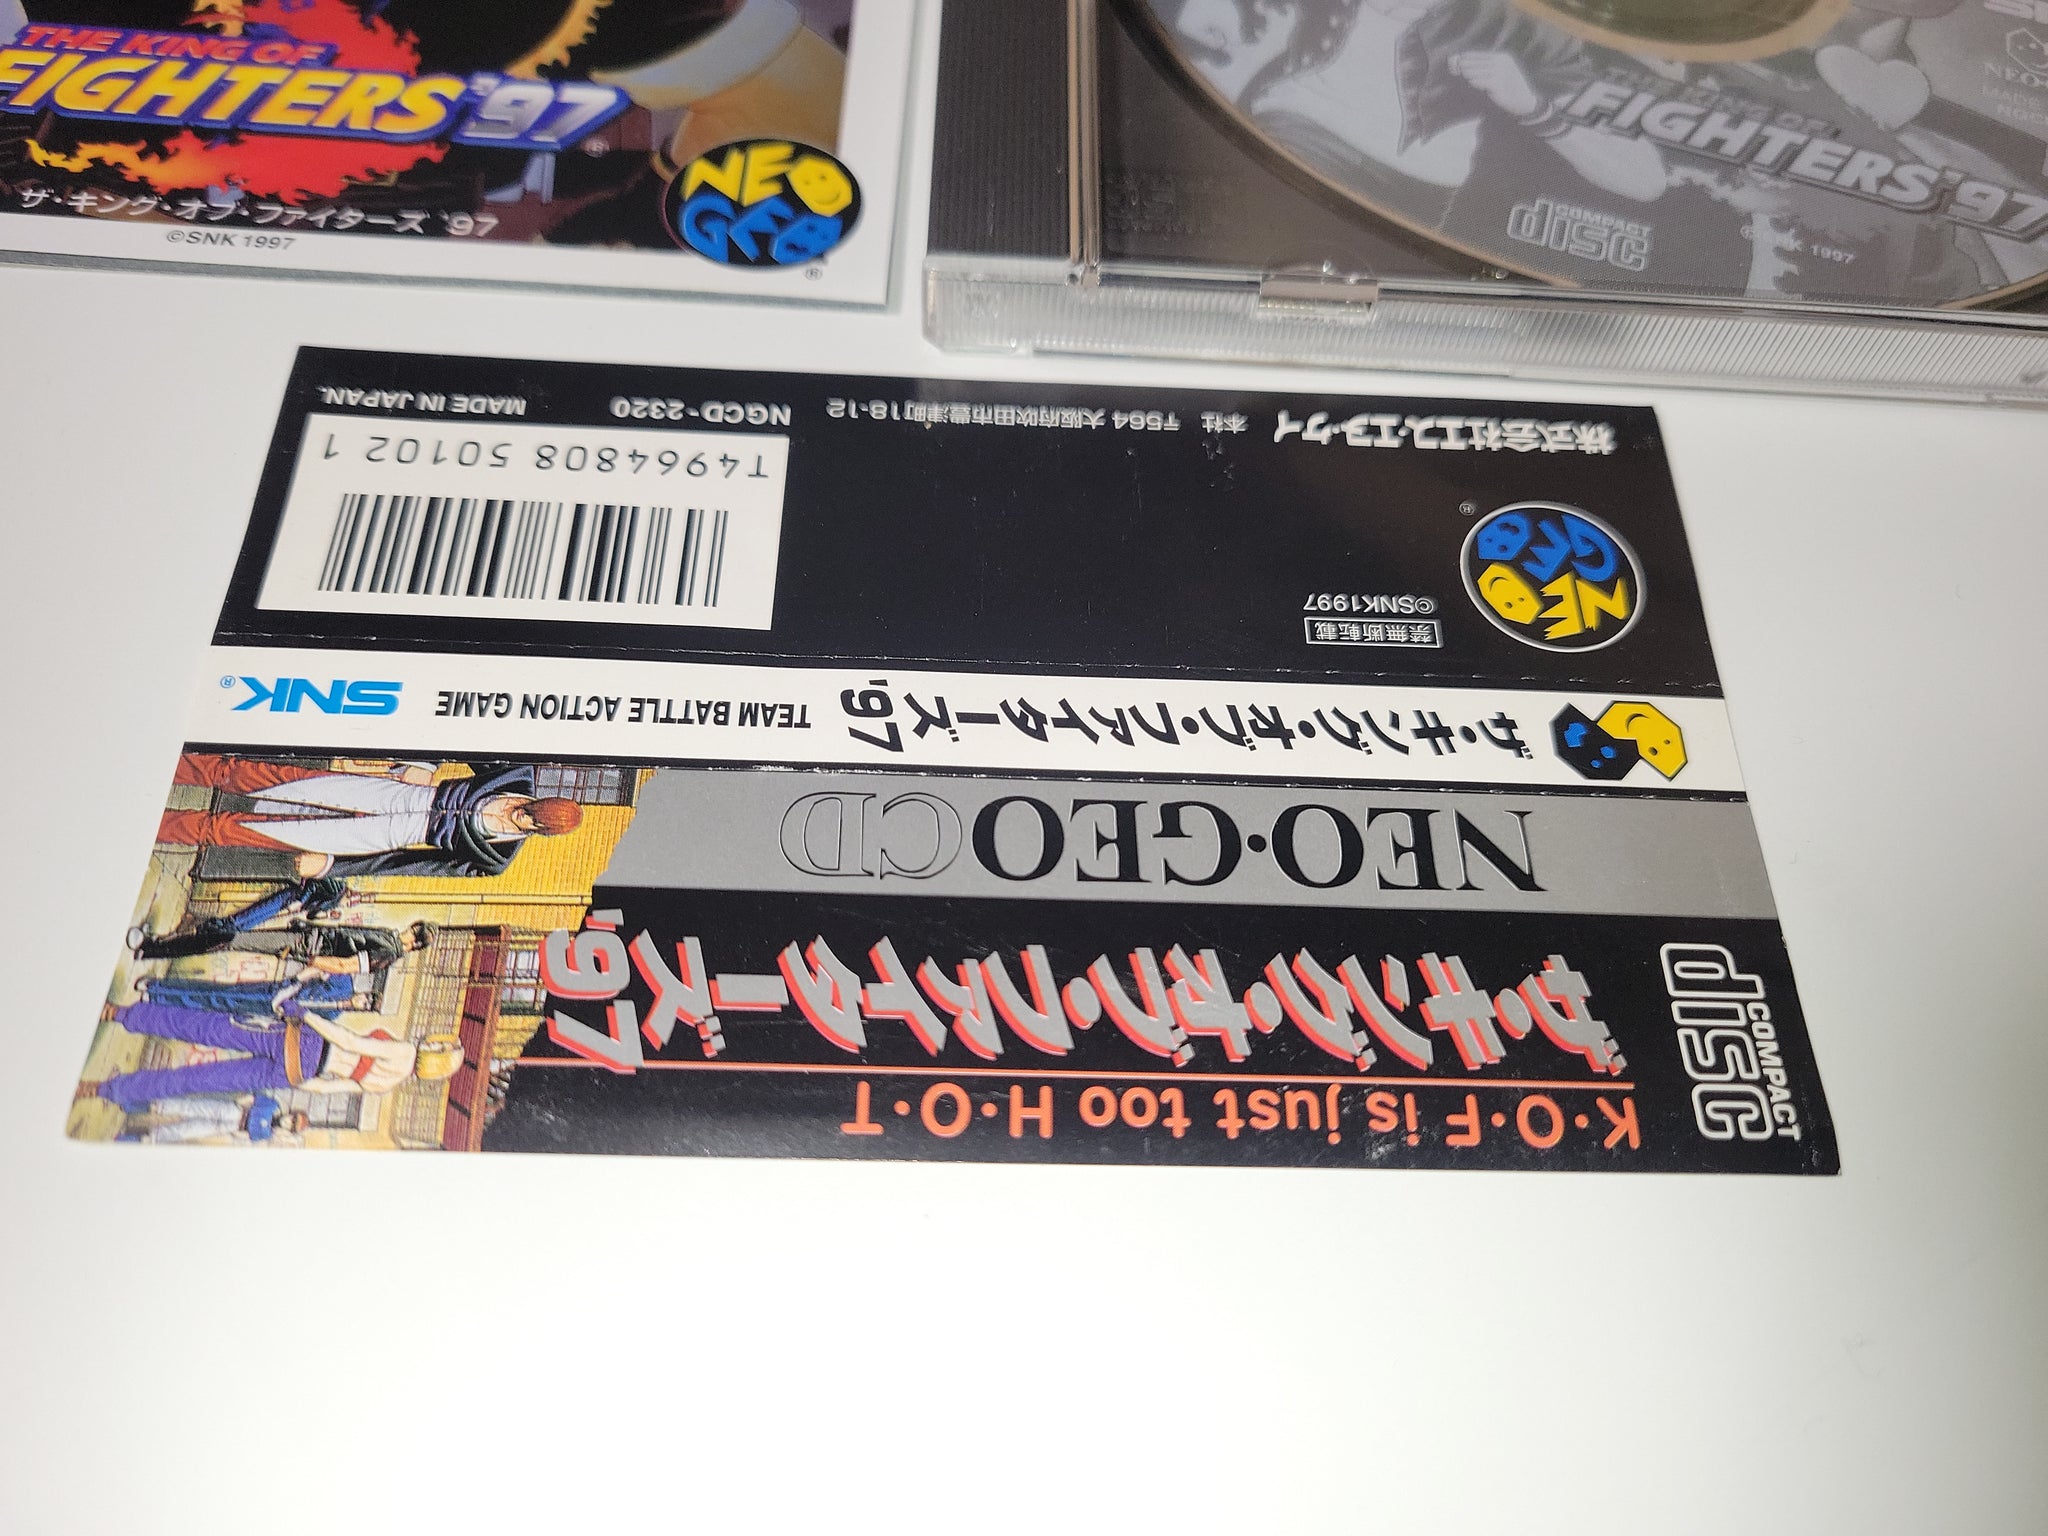 THE KING OF
FIGHTERS '97
ザ・キング・オブ・ファイターズ '97
©SNK 1997
NEO
GEO
®
THE KING OF
FIGHTERS '97
COMPACT
disc
© SNK 1997
K・O・F is just too H・O・T
ザ・キング・オブ・ファイターズ '97
COMPACT
disc
NEO・GEO CD
ザ・キング・オブ・ファイターズ '97
TEAM BATTLE ACTION GAME
SNK®
禁無断転載
©SNK1997
NEO
GEO
®
株式会社エス・エヌ・ケイ
本社 〒564 大阪府吹田市豊津町18-12
T4964808 50102 1
NGCD-2320
MADE IN JAPAN.